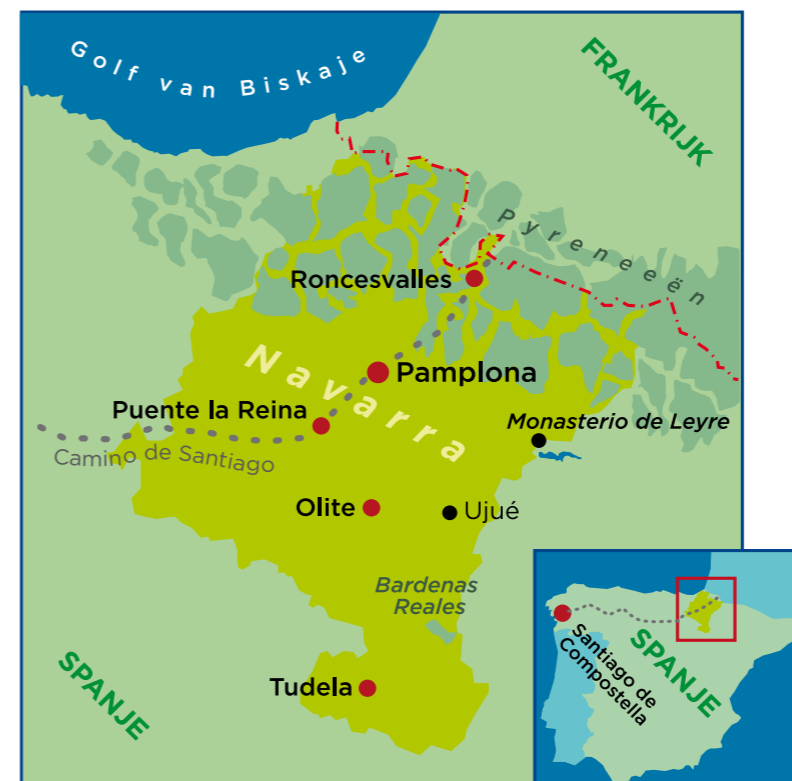 Golf van Biskaje
FRANKRIJK
Pyreneeën
Roncesvalles
Navarra
Pamplona
Puente la Reina
Monasterio de Leyre
Camino de Santiago
Olite
Ujué
Bardenas
Reales
SPANJE
Tudela
Santiago de
Compostella
SPANJE